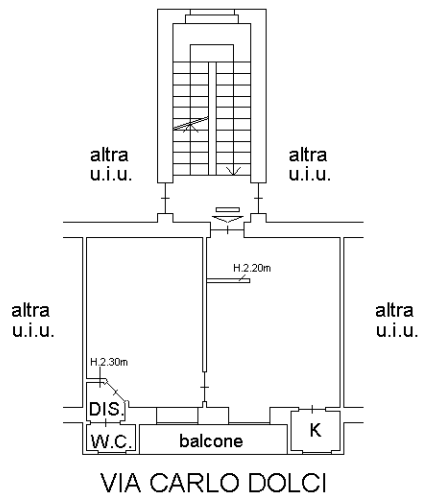 altra
u.i.u.
altra
u.i.u.
H.2.20m
altra
u.i.u.
altra
u.i.u.
H.2.30m
DIS.
W.C.
balcone
K
VIA CARLO DOLCI